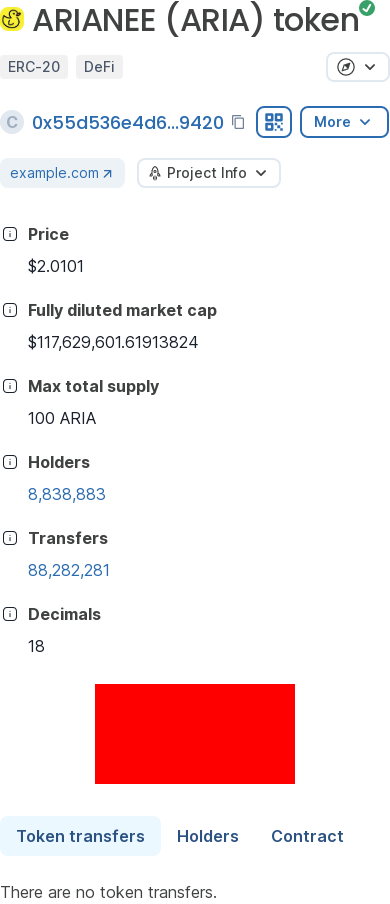 ARIANEE (ARIA) token
ERC-20 DeFi
C 0x55d536e4d6...9420 More
example.com Project Info
Price
$2.0101
Fully diluted market cap
$117,629,601.61913824
Max total supply
100 ARIA
Holders
8,838,883
Transfers
88,282,281
Decimals
18
Token transfers Holders Contract
There are no token transfers.